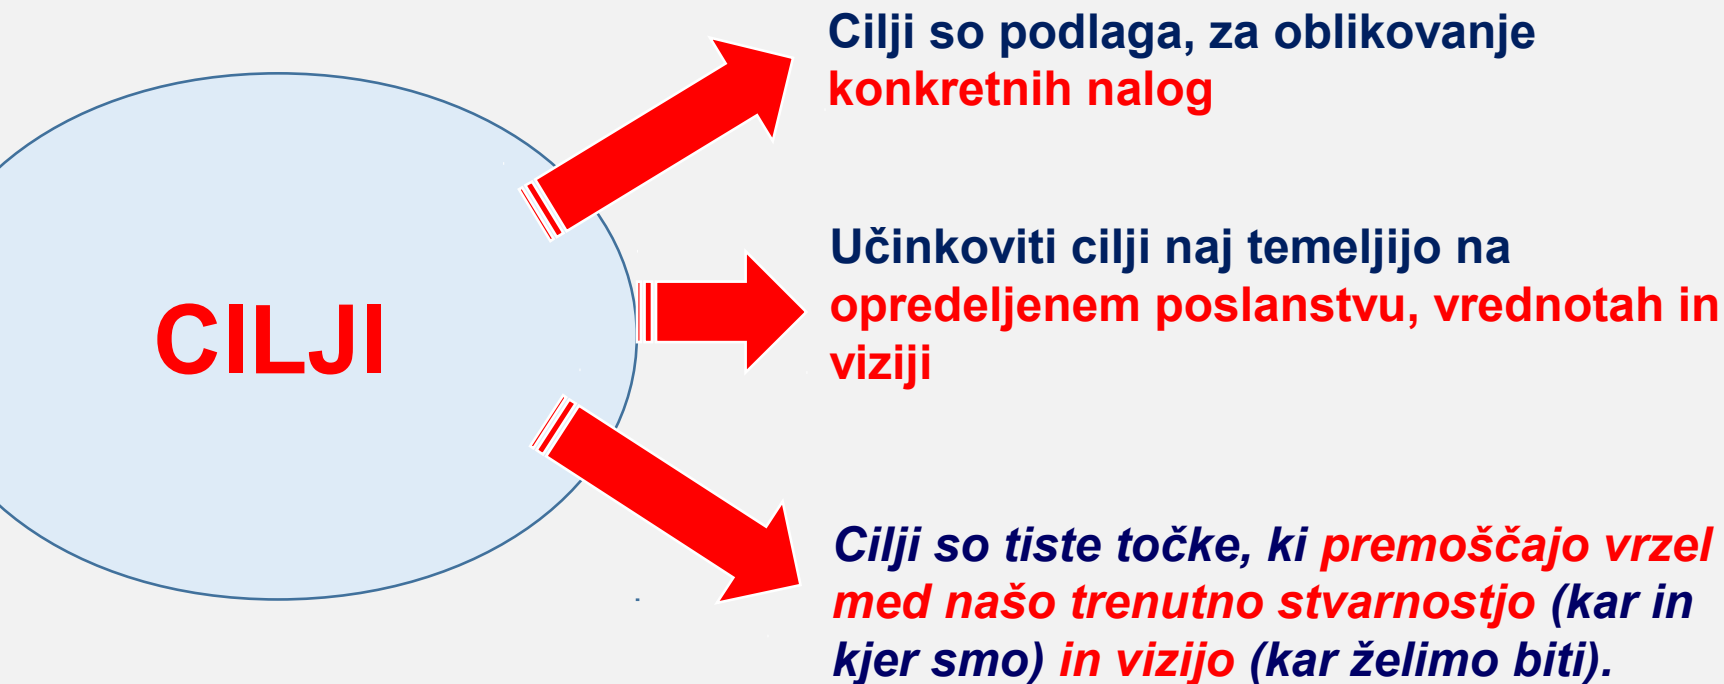 CILJI
Cilji so podlaga, za oblikovanje
konkretnih nalog
Učinkoviti cilji naj temeljijo na
opredeljenem poslanstvu, vrednotah in
viziji
Cilji so tiste točke, ki premoščajo vrzel
med našo trenutno stvarnostjo (kar in
kjer smo) in vizijo (kar želimo biti).